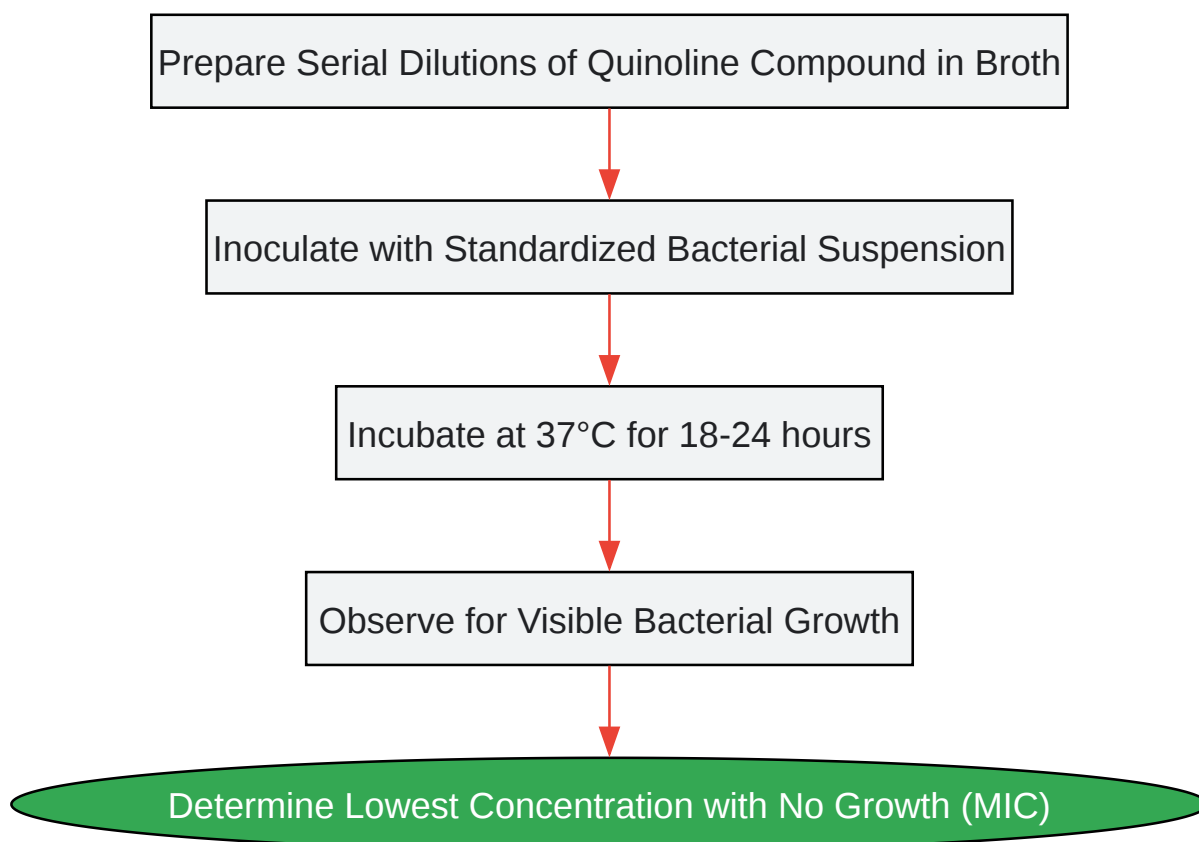 Prepare Serial Dilutions of Quinoline Compound in Broth
Inoculate with Standardized Bacterial Suspension
Incubate at 37°C for 18-24 hours
Observe for Visible Bacterial Growth
Determine Lowest Concentration with No Growth (MIC)